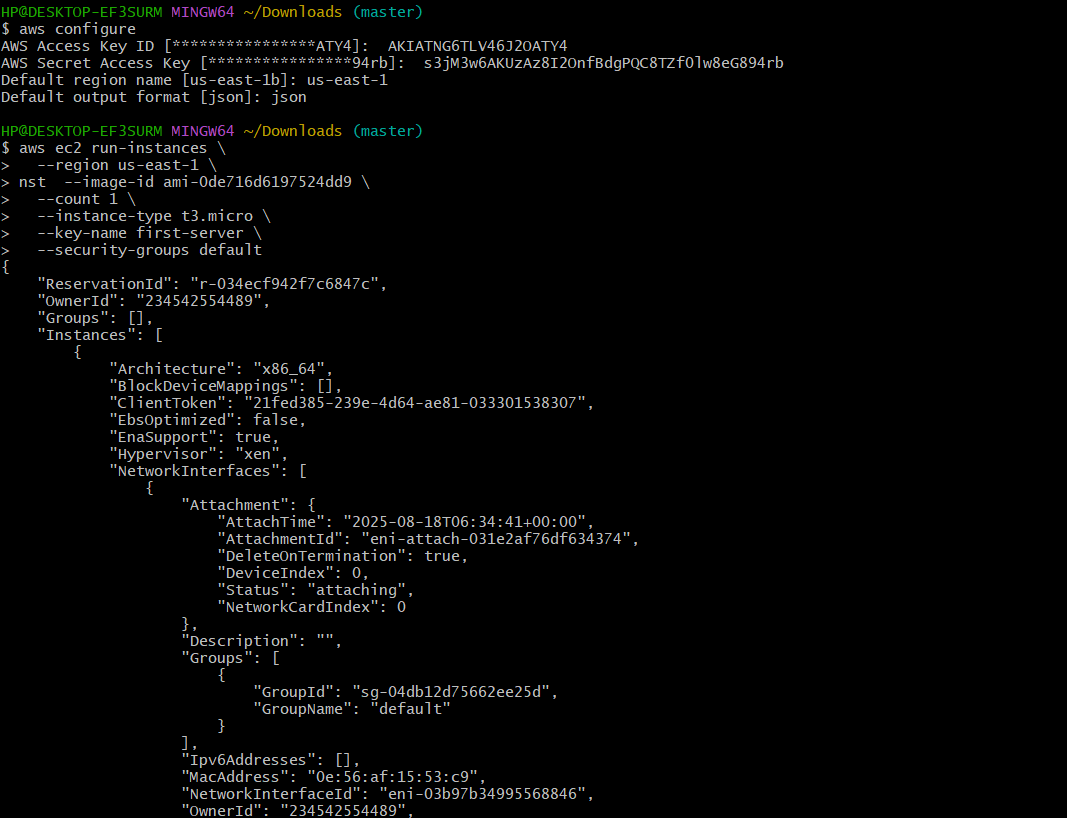 HP@DESKTOP-EF3SURM MINGW64 ~/Downloads (master)
$ aws configure
AWS Access Key ID [****************ATY4]:  AKIATNG6TLV46J2OATY4
AWS Secret Access Key [****************94rb]:
Default region name [us-east-1b]: us-east-1
Default output format [json]: json
HP@DESKTOP-EF3SURM MINGW64 ~/Downloads (master)
$ aws ec2 run-instances \
>   --region us-east-1 \
> nst  --image-id ami-0de716d6197524dd9 \
>   --count 1 \
>   --instance-type t3.micro \
>   --key-name first-server \
>   --security-groups default
{
    "ReservationId": "r-034ecf942f7c6847c",
    "OwnerId": "234542554489",
    "Groups": [],
    "Instances": [
        {
            "Architecture": "x86_64",
            "BlockDeviceMappings": [],
            "ClientToken": "21fed385-239e-4d64-ae81-033301538307",
            "EbsOptimized": false,
            "EnaSupport": true,
            "Hypervisor": "xen",
            "NetworkInterfaces": [
                {
                    "Attachment": {
                        "AttachTime": "2025-08-18T06:34:41+00:00",
                        "AttachmentId": "eni-attach-031e2af76df634374",
                        "DeleteOnTermination": true,
                        "DeviceIndex": 0,
                        "Status": "attaching",
                        "NetworkCardIndex": 0
                    },
                    "Description": "",
                    "Groups": [
                        {
                            "GroupId": "sg-04db12d75662ee25d",
                            "GroupName": "default"
                        }
                    ],
                    "Ipv6Addresses": [],
                    "MacAddress": "0e:56:af:15:53:c9",
                    "NetworkInterfaceId": "eni-03b97b34995568846",
                    "OwnerId": "234542554489",